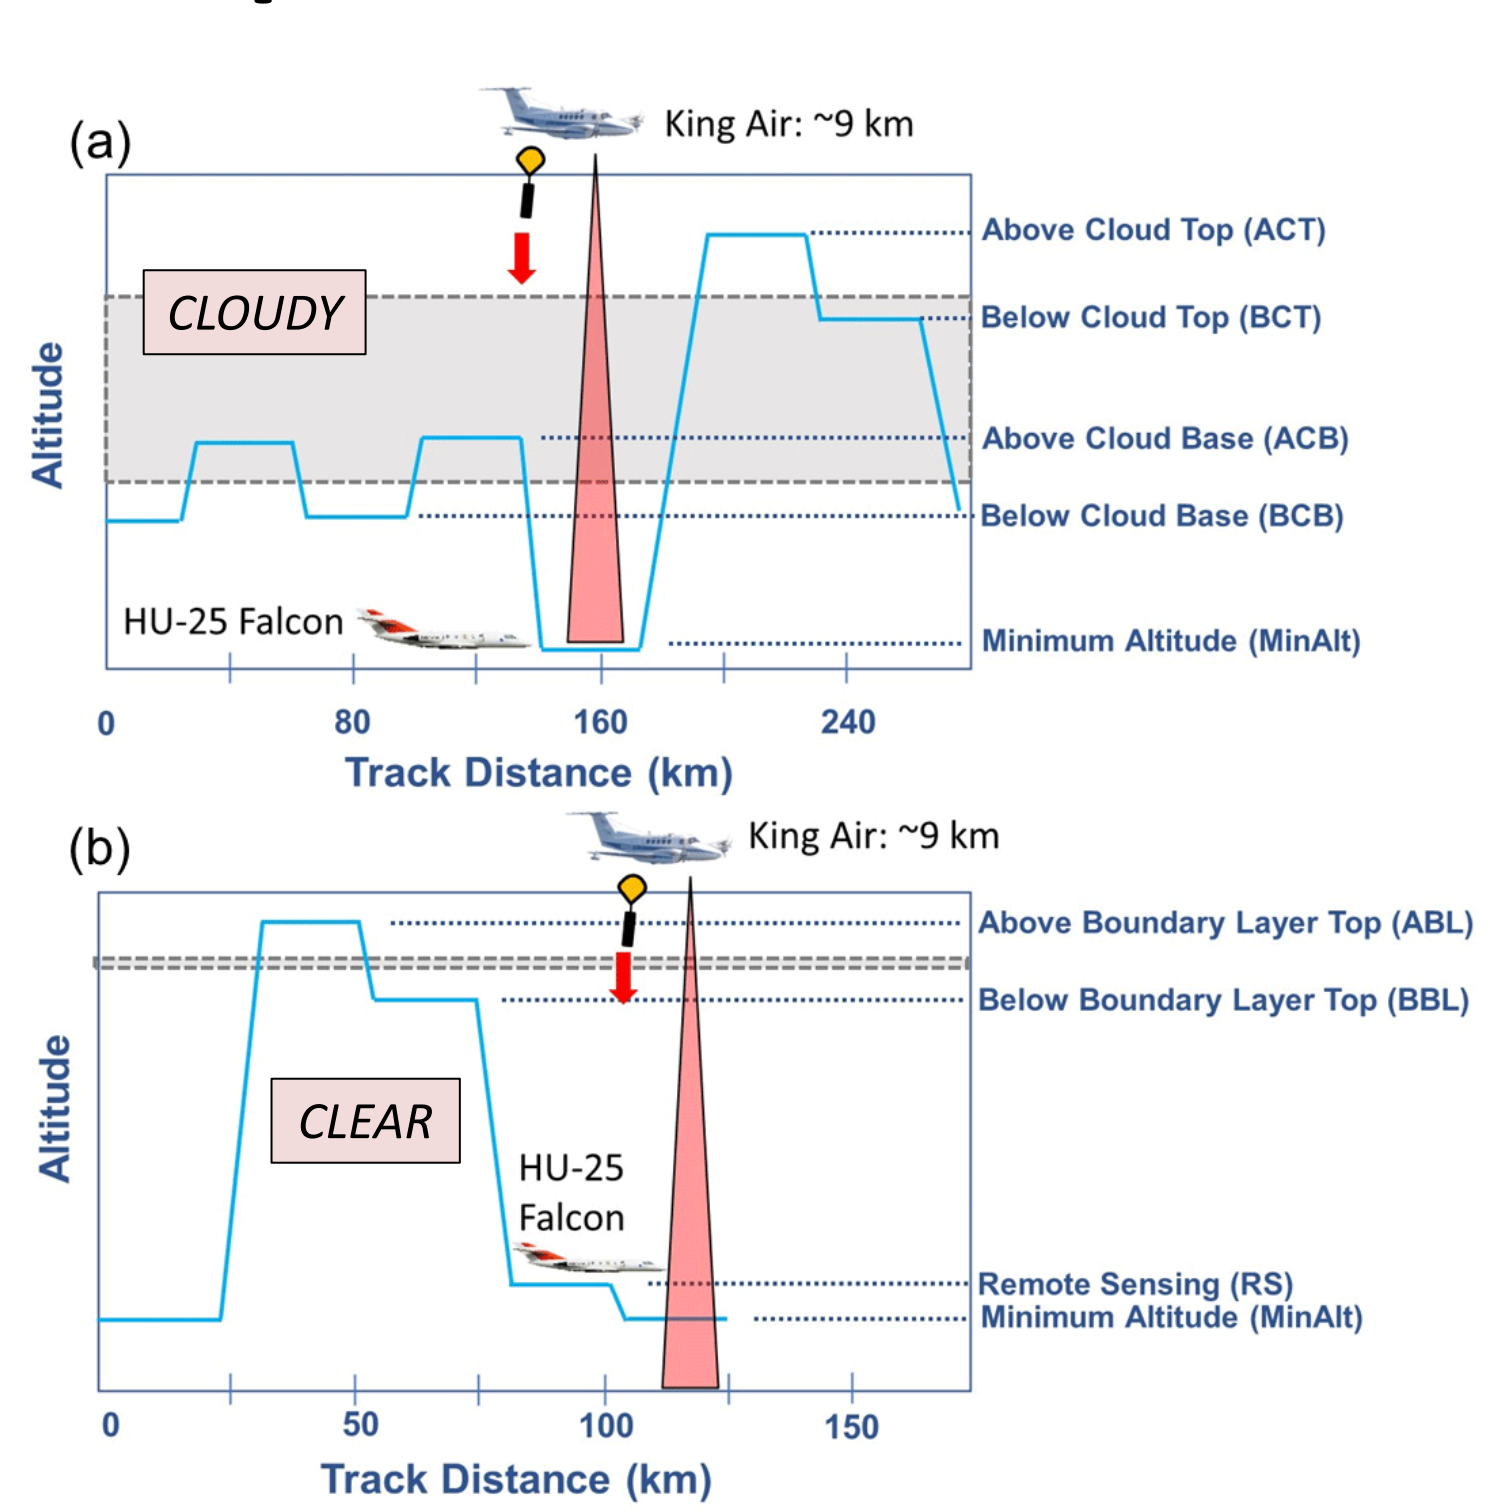 (a)
King Air: ~9 km
Above Cloud Top (ACT)
CLOUDY
Below Cloud Top (BCT)
Altitude
Above Cloud Base (ACB)
Below Cloud Base (BCB)
HU-25 Falcon
Minimum Altitude (MinAlt)
0 80 160 240
Track Distance (km)
(b)
King Air: ~9 km
Above Boundary Layer Top (ABL)
Below Boundary Layer Top (BBL)
Altitude
CLEAR
HU-25
Falcon
Remote Sensing (RS)
Minimum Altitude (MinAlt)
0 50 100 150
Track Distance (km)